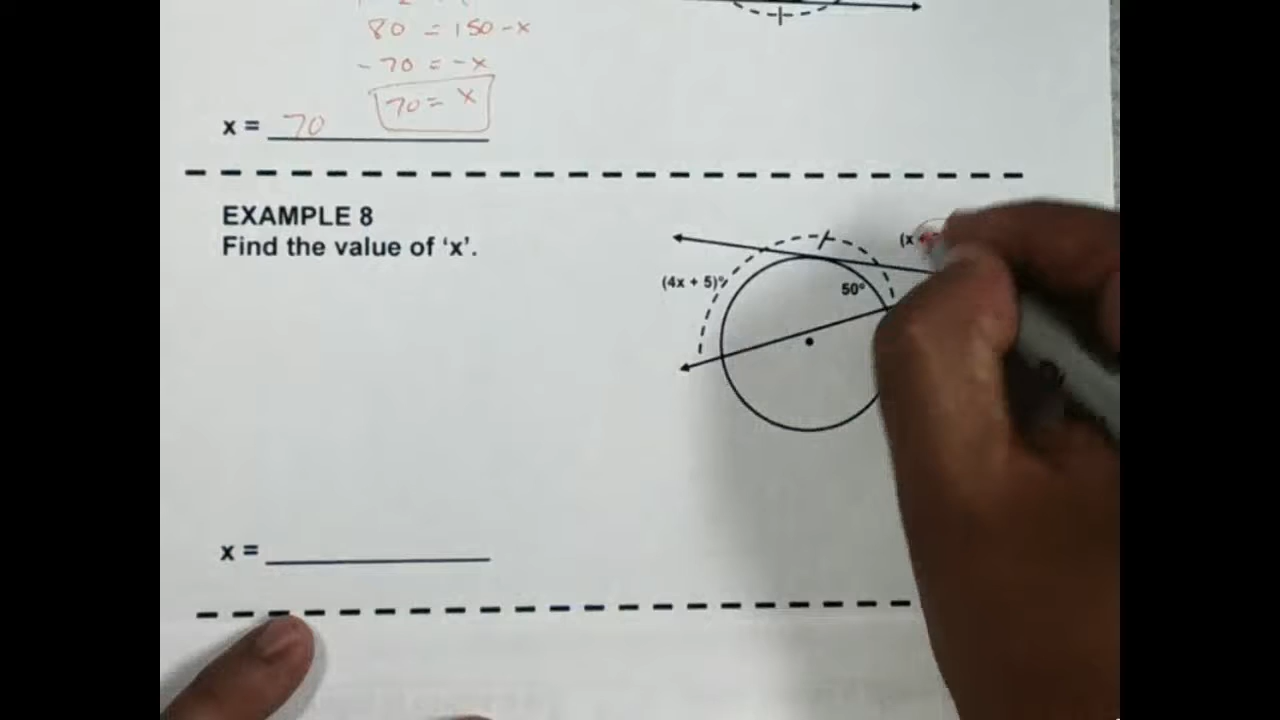 80 = 150 - x
- 70 = - x
70 = x
x = 70
EXAMPLE 8
Find the value of ‘x’.
(x +
(4x + 5)°
50°
x =